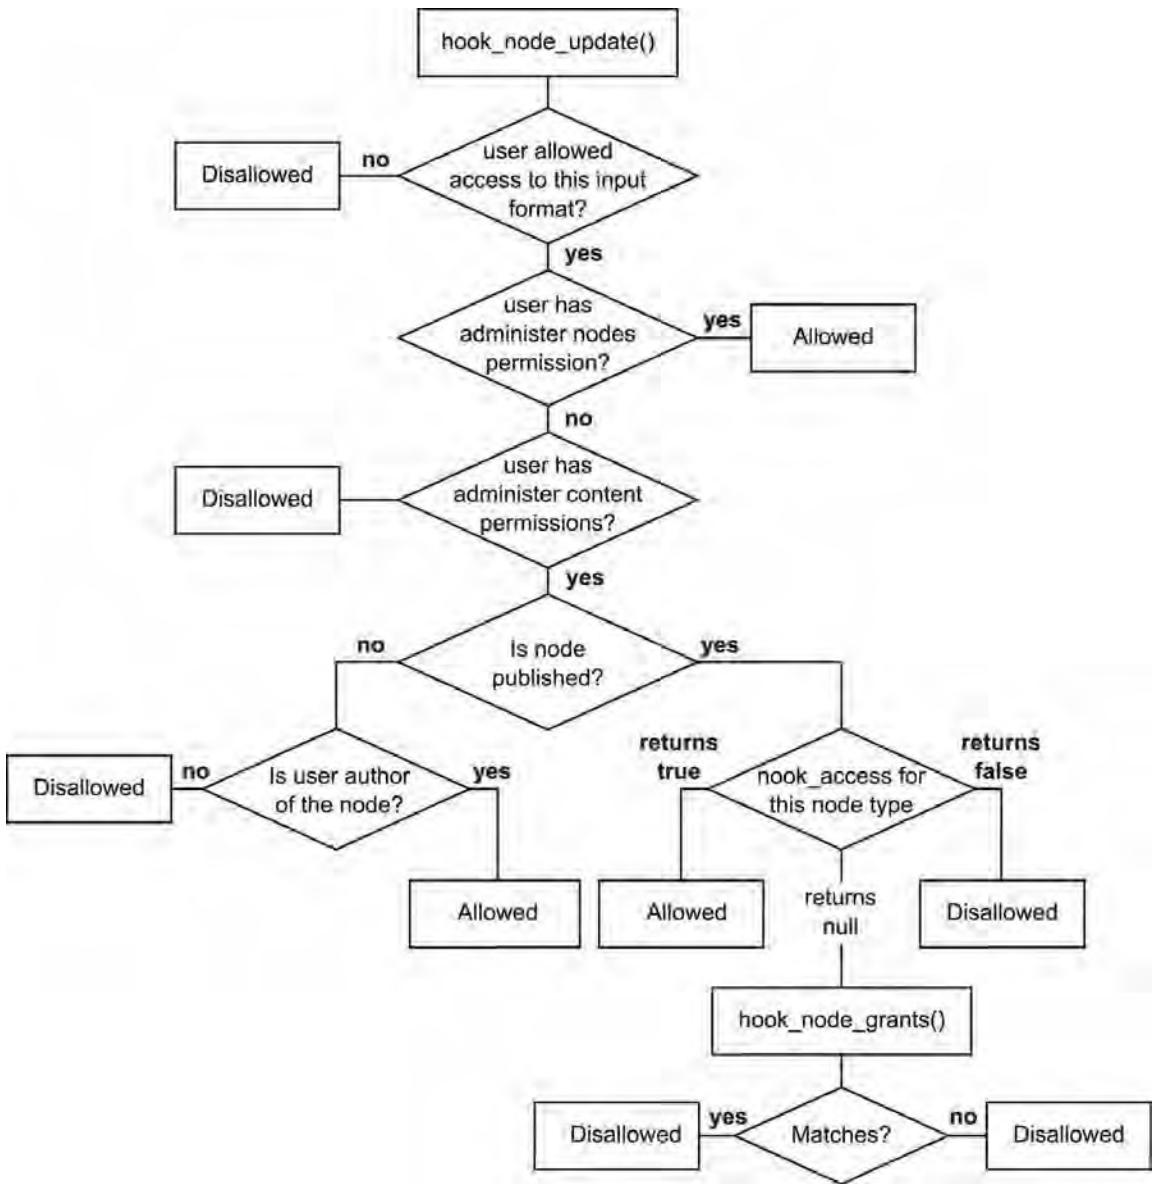 hook_node_update()
user allowed
access to this input
format?
no
Disallowed
yes
user has
administer nodes
permission?
yes
Allowed
no
user has
administer content
permissions?
Disallowed
yes
Is node
published?
no
yes
Is user author
of the node?
no
Disallowed
yes
Allowed
nook_access for
this node type
returns
true
Allowed
returns
false
Disallowed
returns
null
hook_node_grants()
Matches?
yes
Disallowed
no
Disallowed